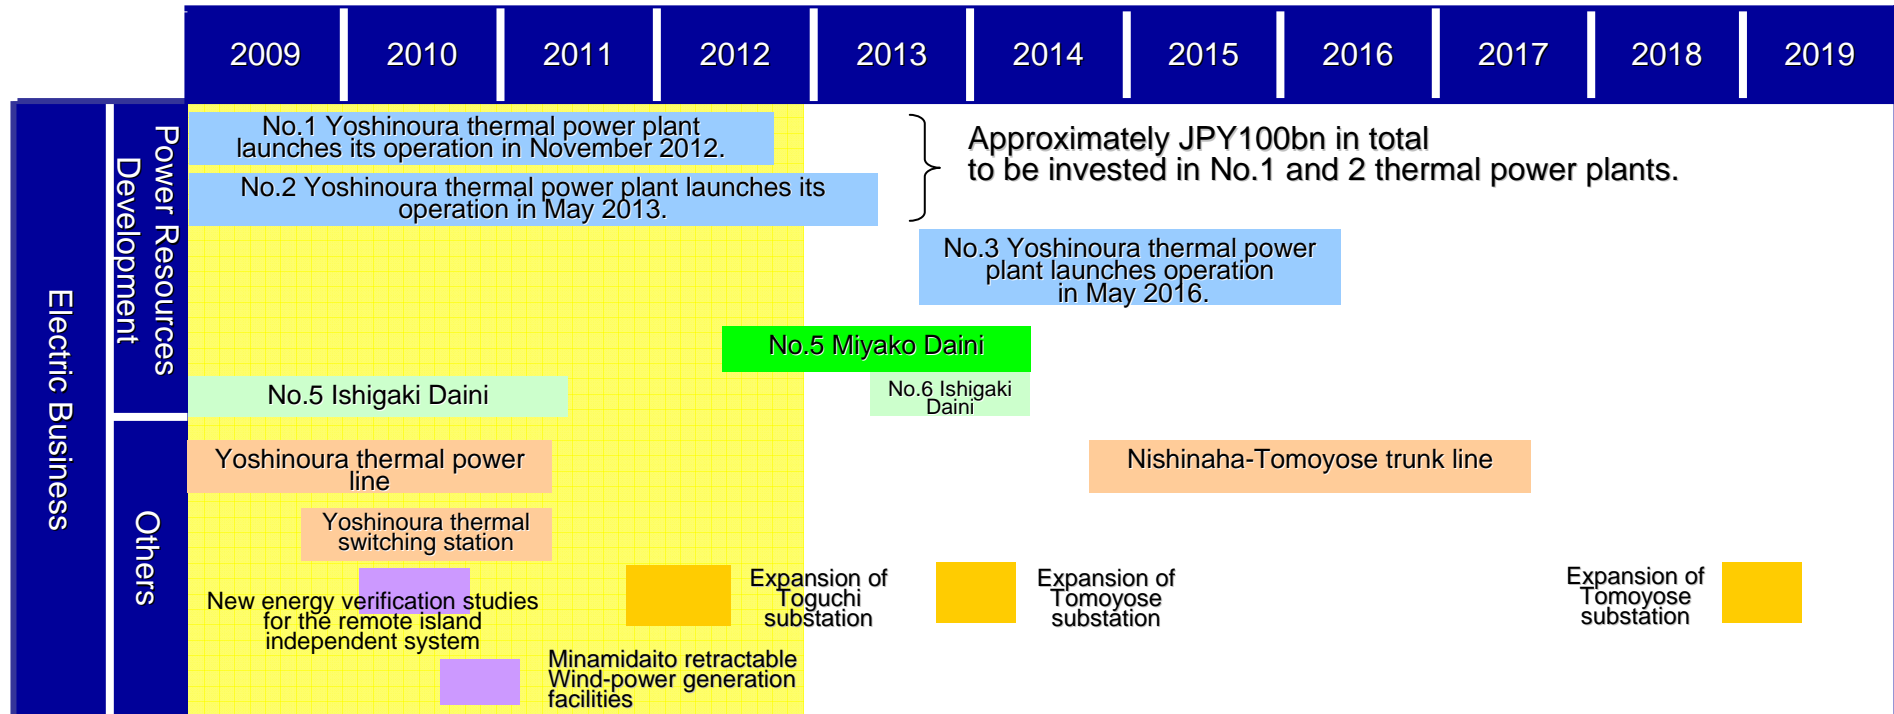 2009 2010 2011 2012 2013 2014 2015 2016 2017 2018 2019
Electric Business
Power Resources
Development
No.1 Yoshinoura thermal power plant
launches its operation in November 2012.
No.2 Yoshinoura thermal power plant launches its
operation in May 2013.
Approximately JPY100bn in total
to be invested in No.1 and 2 thermal power plants.
No.3 Yoshinoura thermal power
plant launches operation
in May 2016.
No.5 Miyako Daini
No.5 Ishigaki Daini
No.6 Ishigaki
Daini
Others
Yoshinoura thermal power
line
Nishinaha-Tomoyose trunk line
Yoshinoura thermal
switching station
New energy verification studies
for the remote island
independent system
Expansion of
Toguchi
substation
Expansion of
Tomoyose
substation
Expansion of
Tomoyose
substation
Minamidaito retractable
Wind-power generation
facilities